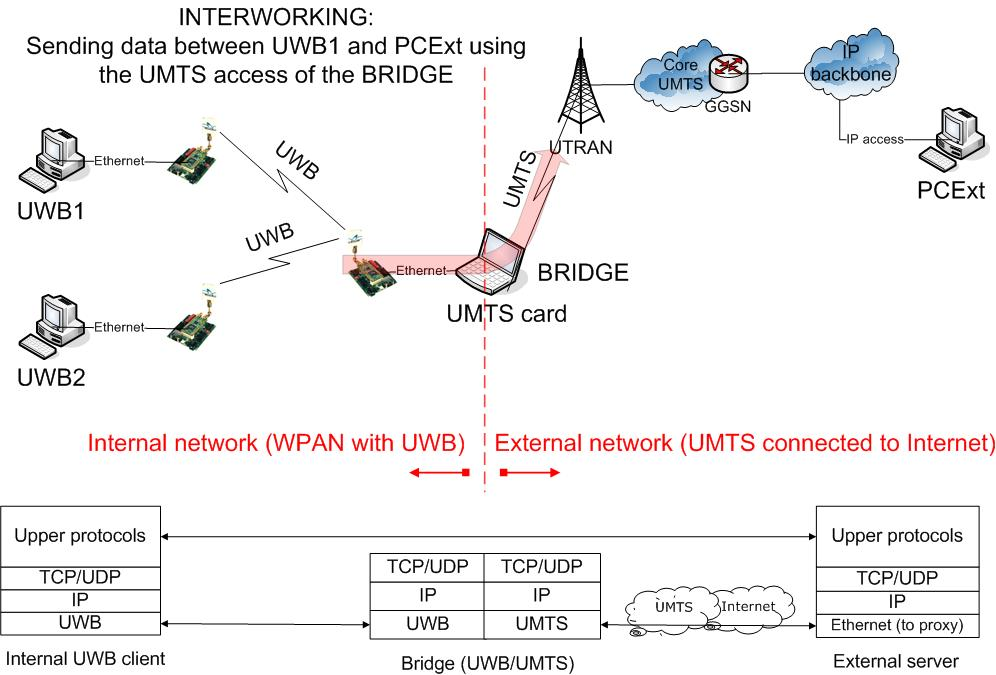 INTERWORKING:
Sending data between UWB1 and PCExt using
the UMTS access of the BRIDGE
Core
UMTS
GGSN
IP
backbone
UTRAN
IP access
PCExt
Ethernet
UWB1
UWB
UWB
UMTS
Ethernet
BRIDGE
UMTS card
Ethernet
UWB2
Internal network (WPAN with UWB)
External network (UMTS connected to Internet)
Upper protocols
TCP/UDP
IP
UWB
Internal UWB client
TCP/UDP
TCP/UDP
IP
IP
UWB
UMTS
Bridge (UWB/UMTS)
UMTS
Internet
Upper protocols
TCP/UDP
IP
Ethernet (to proxy)
External server